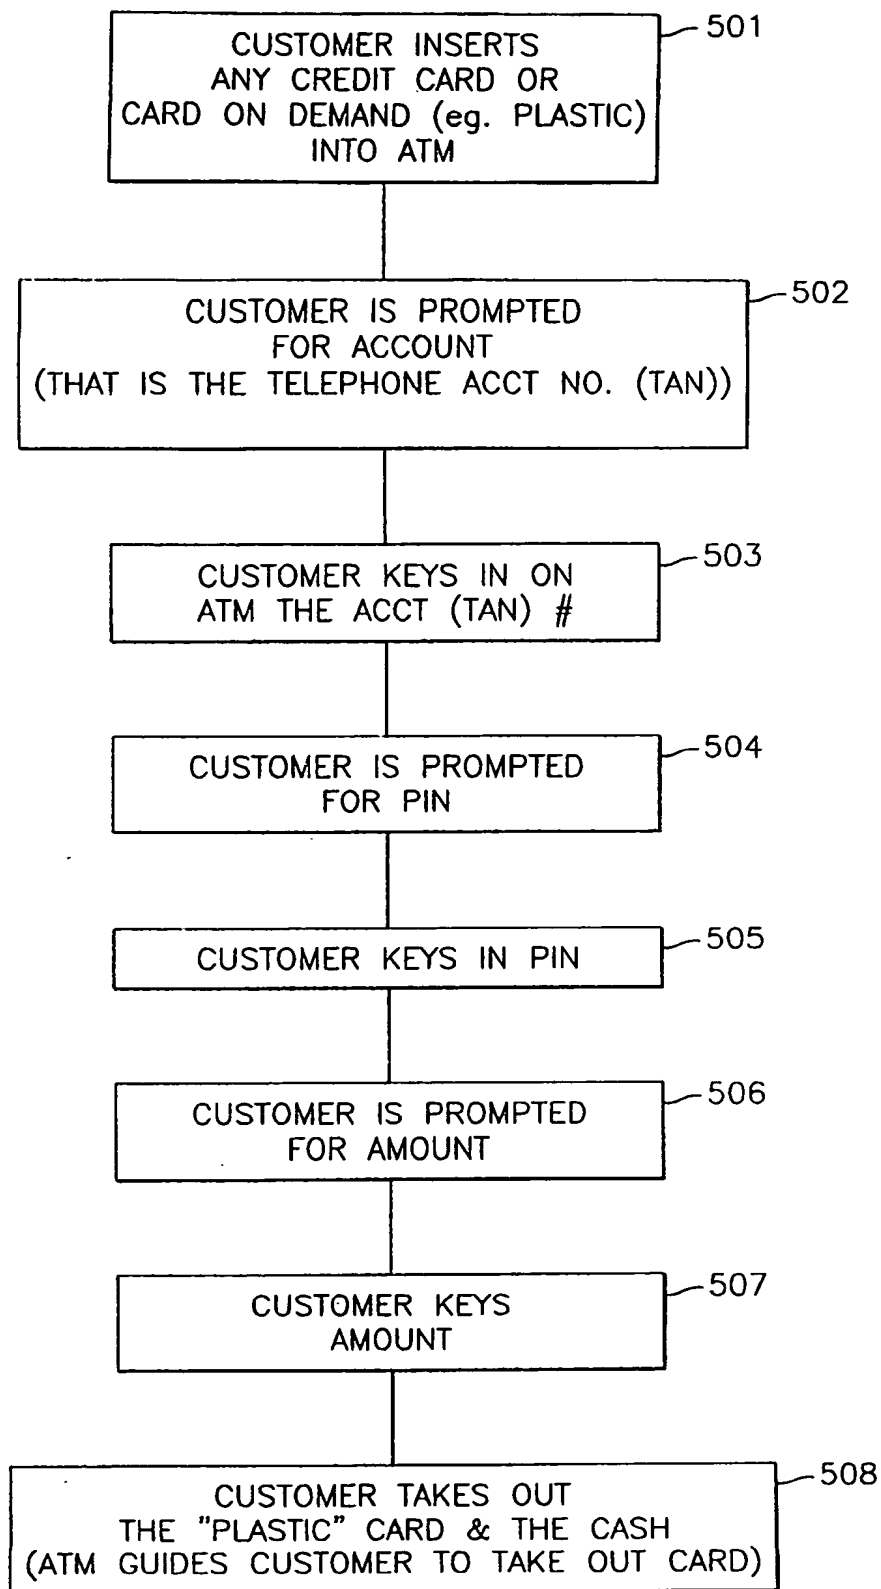 CUSTOMER INSERTS
ANY CREDIT CARD OR
CARD ON DEMAND (eg. PLASTIC)
INTO ATM
501
CUSTOMER IS PROMPTED
FOR ACCOUNT
(THAT IS THE TELEPHONE ACCT NO. (TAN))
502
CUSTOMER KEYS IN ON
ATM THE ACCT (TAN) #
503
CUSTOMER IS PROMPTED
FOR PIN
504
CUSTOMER KEYS IN PIN
505
CUSTOMER IS PROMPTED
FOR AMOUNT
506
CUSTOMER KEYS
AMOUNT
507
CUSTOMER TAKES OUT
THE "PLASTIC" CARD & THE CASH
(ATM GUIDES CUSTOMER TO TAKE OUT CARD)
508